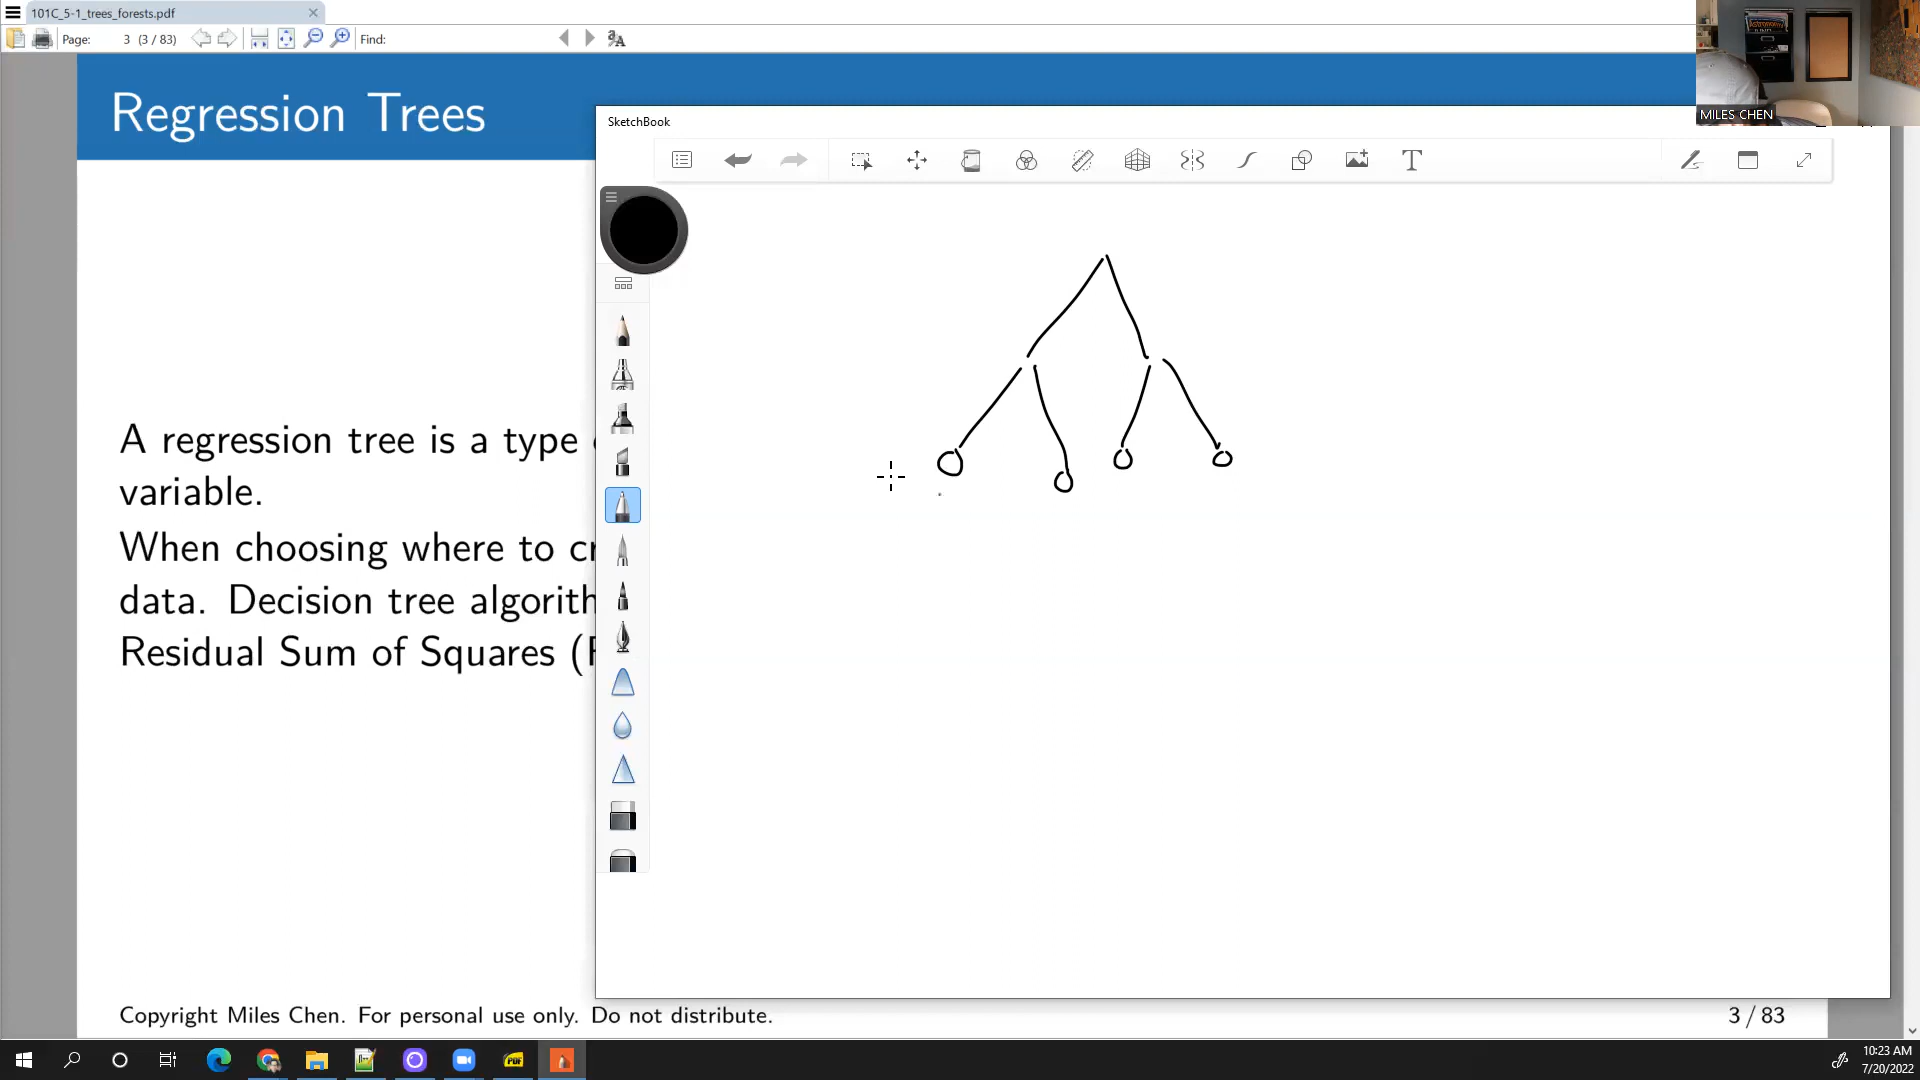 101C_5-1_trees_forests.pdf
Page: 3 (3 / 83) Find:
MILES CHEN
Regression Trees
SketchBook
A regression tree is a type
variable.
When choosing where to
data. Decision tree
Residual Sum of Squares
Copyright Miles Chen. For personal use only. Do not distribute.
3 / 83
10:23 AM
7/20/2022